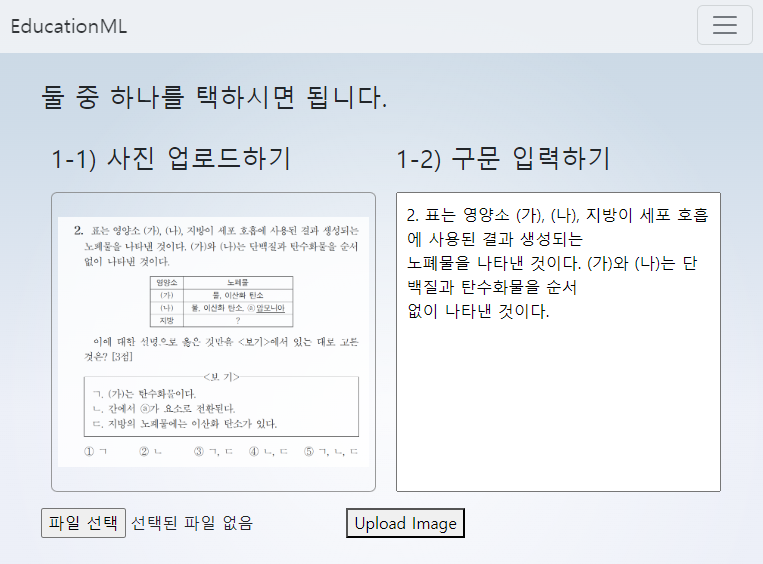 EducationML
둘 중 하나를 택하시면 됩니다.
1-1) 사진 업로드하기
2. 표는 영양소 (가), (나), 지방이 세포 호흡에 사용된 결과 생성되는
노폐물을 나타낸 것이다. (가)와 (나)는 단백질과 탄수화물을 순서
없이 나타낸 것이다.
영양소 노폐물
(가) 물, 이산화 탄소
(나) 물, 이산화 탄소, ⓐ암모니아
지방 ?
이에 대한 설명으로 옳은 것만을 <보기>에서 있는 대로 고른
것은? [3점]
<보 기>
ㄱ. (가)는 탄수화물이다.
ㄴ. 간에서 ⓐ가 요소로 전환된다.
ㄷ. 지방의 노폐물에는 이산화 탄소가 있다.
① ㄱ ② ㄴ ③ ㄱ, ㄷ ④ ㄴ, ㄷ ⑤ ㄱ, ㄴ, ㄷ
1-2) 구문 입력하기
2. 표는 영양소 (가), (나), 지방이 세포 호흡
에 사용된 결과 생성되는
노폐물을 나타낸 것이다. (가)와 (나)는 단
백질과 탄수화물을 순서
없이 나타낸 것이다.
파일 선택 선택된 파일 없음
Upload Image